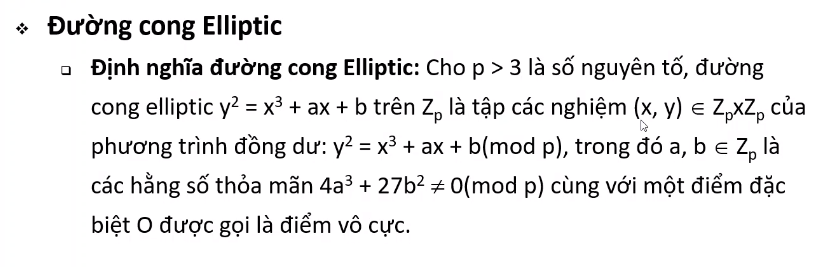 ❖ Đường cong Elliptic
❑ Định nghĩa đường cong Elliptic: Cho p > 3 là số nguyên tố, đường
cong elliptic y² = x³ + ax + b trên Zₚ là tập các nghiệm (x, y) ∈ ZₚxZₚ của
phương trình đồng dư: y² = x³ + ax + b(mod p), trong đó a, b ∈ Zₚ là
các hằng số thỏa mãn 4a³ + 27b² ≠ 0(mod p) cùng với một điểm đặc
biệt O được gọi là điểm vô cực.